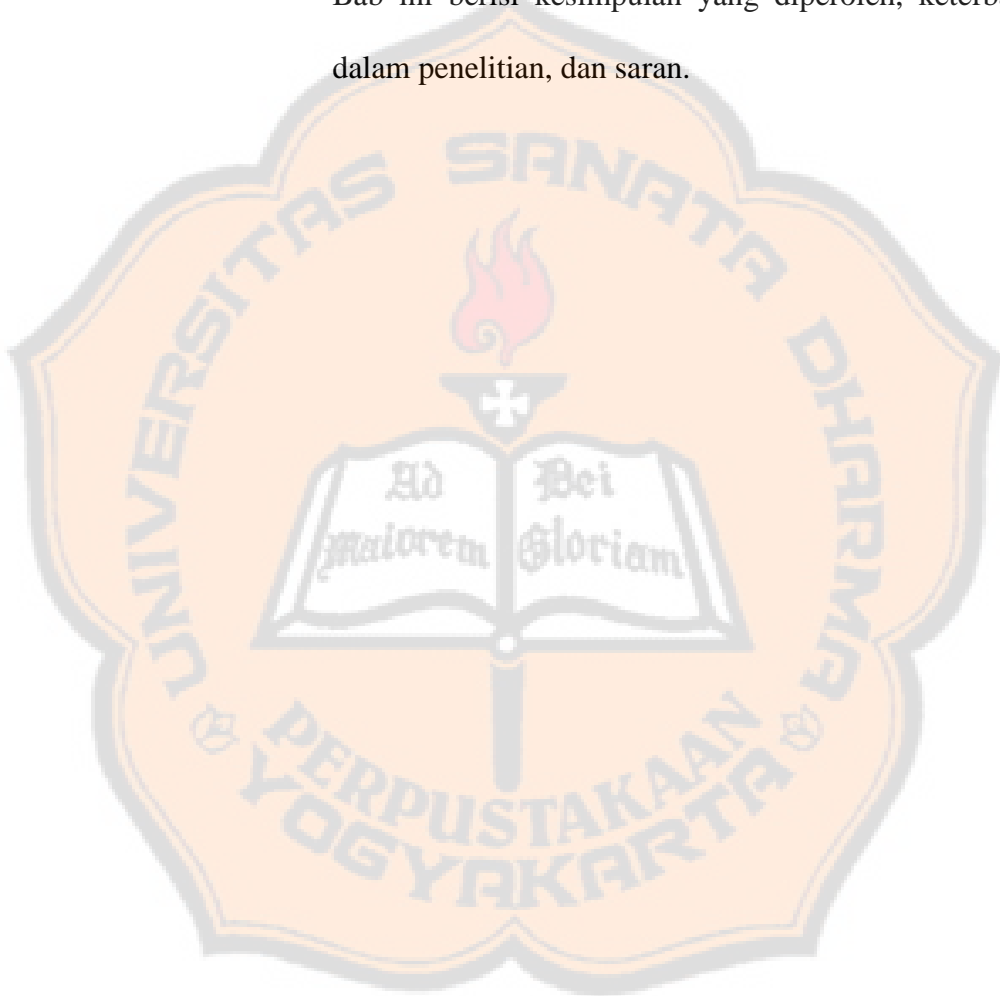 Bab ini berisi kesimpulan yang diperoleh,
dalam penelitian, dan saran.
UNIVERSITAS SANATA DHARMA
Ad Dei
Maiorem Gloriam
PERPUSTAKAAN
YOGYAKARTA